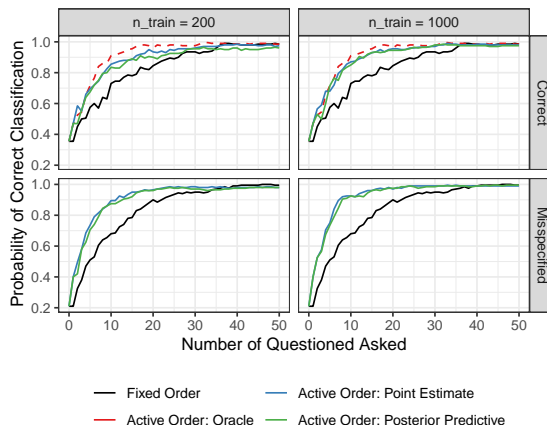 n_train = 200
n_train = 1000
Probability of Correct Classification
1.0
0.8
0.6
0.4
0.2
Correct
1.0
0.8
0.6
0.4
0.2
Misspecified
0 10 20 30 40 50
0 10 20 30 40 50
Number of Questioned Asked
Fixed Order
Active Order: Point Estimate
Active Order: Oracle
Active Order: Posterior Predictive